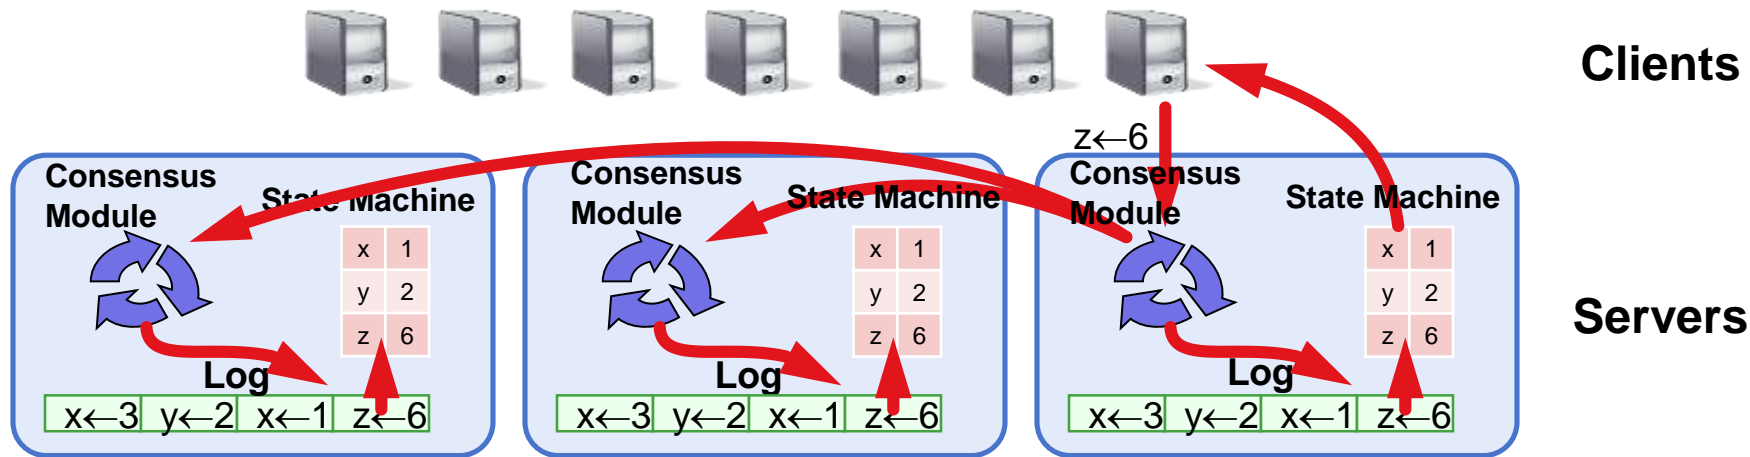 Clients
z←6
Consensus
Module
State Machine
x 1
y 2
z 6
Log
x←3 y←2 x←1 z←6
Consensus
Module
State Machine
x 1
y 2
z 6
Log
x←3 y←2 x←1 z←6
Consensus
Module
State Machine
x 1
y 2
z 6
Log
x←3 y←2 x←1 z←6
Servers